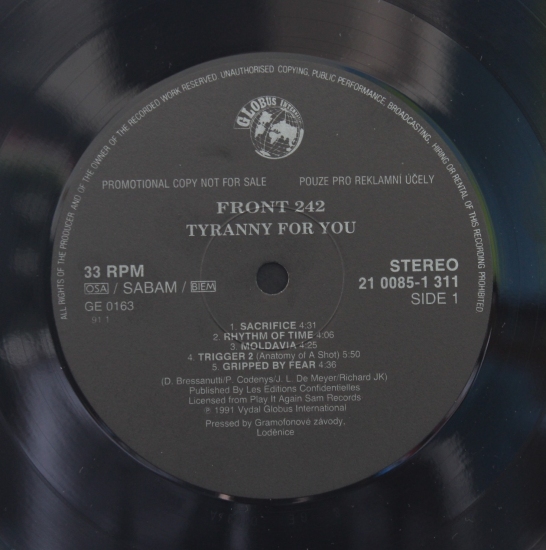 ALL RIGHTS OF THE PRODUCER AND OF THE OWNER OF THE RECORDED WORK RESERVED. UNAUTHORISED COPYING, PUBLIC PERFORMANCE, BROADCASTING, HIRING OR RENTAL OF THIS RECORDING PROHIBITED.
GLOBUS INTER
PROMOTIONAL COPY NOT FOR SALE POUZE PRO REKLAMNÍ ÚČELY
FRONT 242
TYRANNY FOR YOU
33 RPM STEREO
OSA / SABAM / BIEM 21 0085-1 311
GE 0163 SIDE 1
91 1
1. SACRIFICE 4:31
2. RHYTHM OF TIME 4:06
3. MOLDAVIA 4:25
4. TRIGGER 2 (Anatomy of A Shot) 5:50
5. GRIPPED BY FEAR 4:36
(D. Brossanutti/P. Codenys/J. L. De Meyer/Richard JK)
Published By Les Editions Confidentielles
Licensed from Play It Again Sam Records
℗ 1991 Vydal Globus International
Pressed by Gramofonové závody,
Loděnice